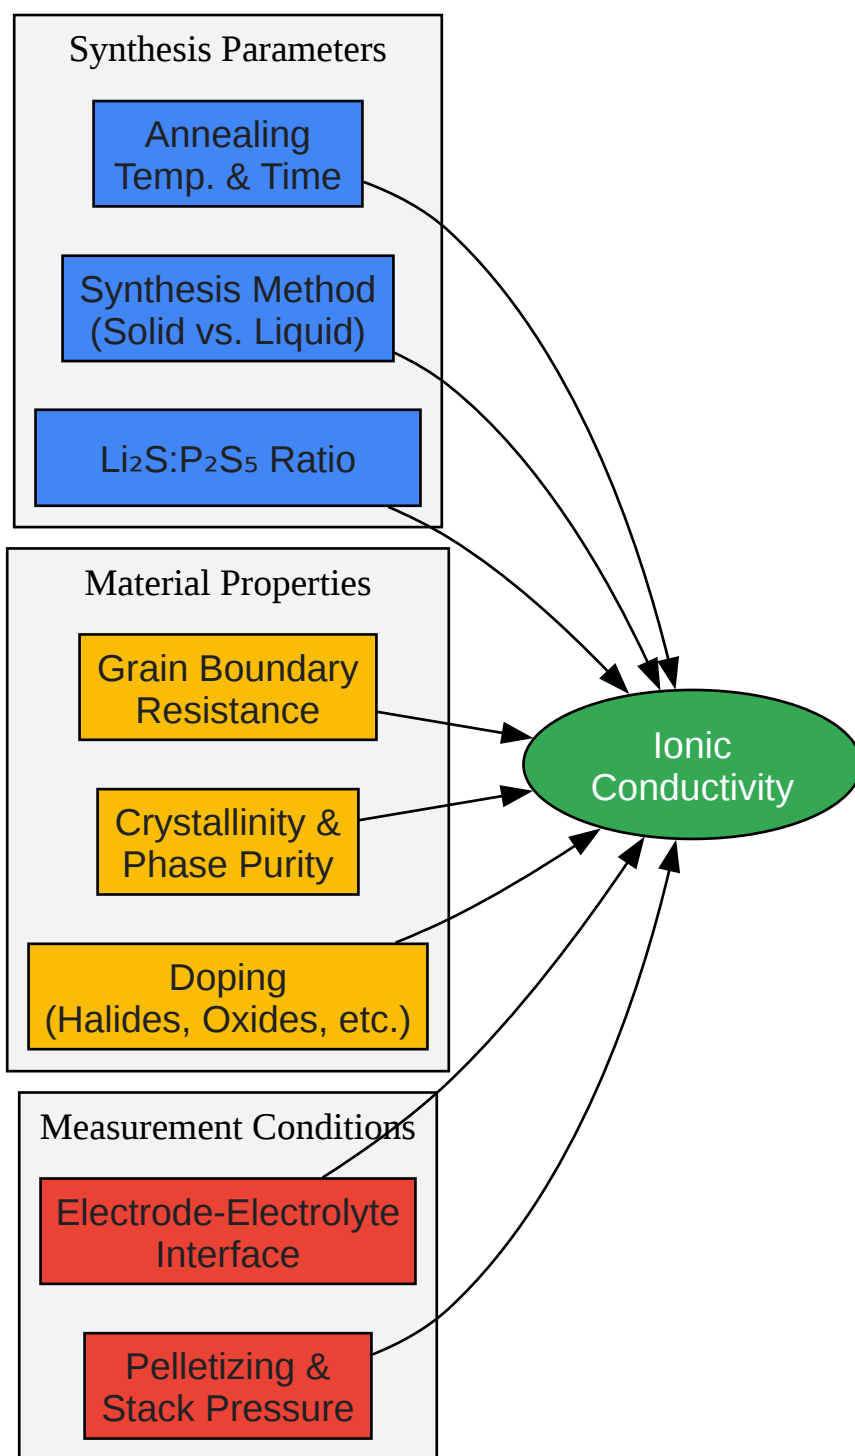 Synthesis Parameters
Annealing
Temp. & Time
Synthesis Method
(Solid vs. Liquid)
Li₂S:P₂S₅ Ratio
Material Properties
Grain Boundary
Resistance
Crystallinity &
Phase Purity
Doping
(Halides, Oxides, etc.)
Measurement Conditions
Electrode-Electrolyte
Interface
Pelletizing &
Stack Pressure
Ionic
Conductivity